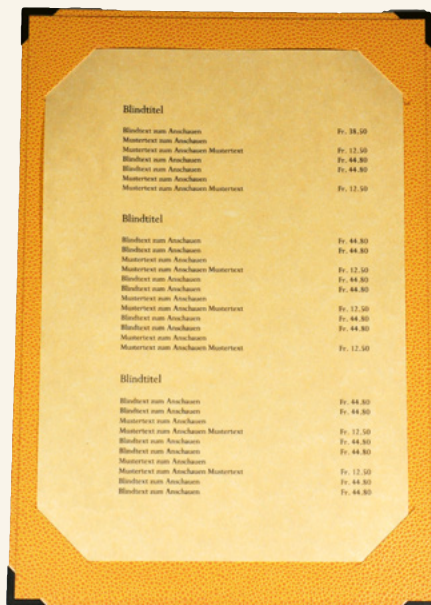 Blindtitel
Blindtext zum Anschauen Fr. 38.50
Mustertext zum Anschauen
Mustertext zum Anschauen Mustertext Fr. 12.50
Blindtext zum Anschauen Fr. 44.80
Blindtext zum Anschauen Fr. 44.80
Mustertext zum Anschauen
Mustertext zum Anschauen Mustertext Fr. 12.50
Blindtitel
Blindtext zum Anschauen Fr. 44.80
Blindtext zum Anschauen Fr. 44.80
Mustertext zum Anschauen
Mustertext zum Anschauen Mustertext Fr. 12.50
Blindtext zum Anschauen Fr. 44.80
Blindtext zum Anschauen Fr. 44.80
Mustertext zum Anschauen
Mustertext zum Anschauen Mustertext Fr. 12.50
Blindtext zum Anschauen Fr. 44.80
Blindtext zum Anschauen Fr. 44.80
Mustertext zum Anschauen
Mustertext zum Anschauen Mustertext Fr. 12.50
Blindtitel
Blindtext zum Anschauen Fr. 44.80
Blindtext zum Anschauen Fr. 44.80
Mustertext zum Anschauen
Mustertext zum Anschauen Mustertext Fr. 12.50
Blindtext zum Anschauen Fr. 44.80
Blindtext zum Anschauen Fr. 44.80
Mustertext zum Anschauen
Mustertext zum Anschauen Mustertext Fr. 12.50
Blindtext zum Anschauen Fr. 44.80
Blindtext zum Anschauen Fr. 44.80